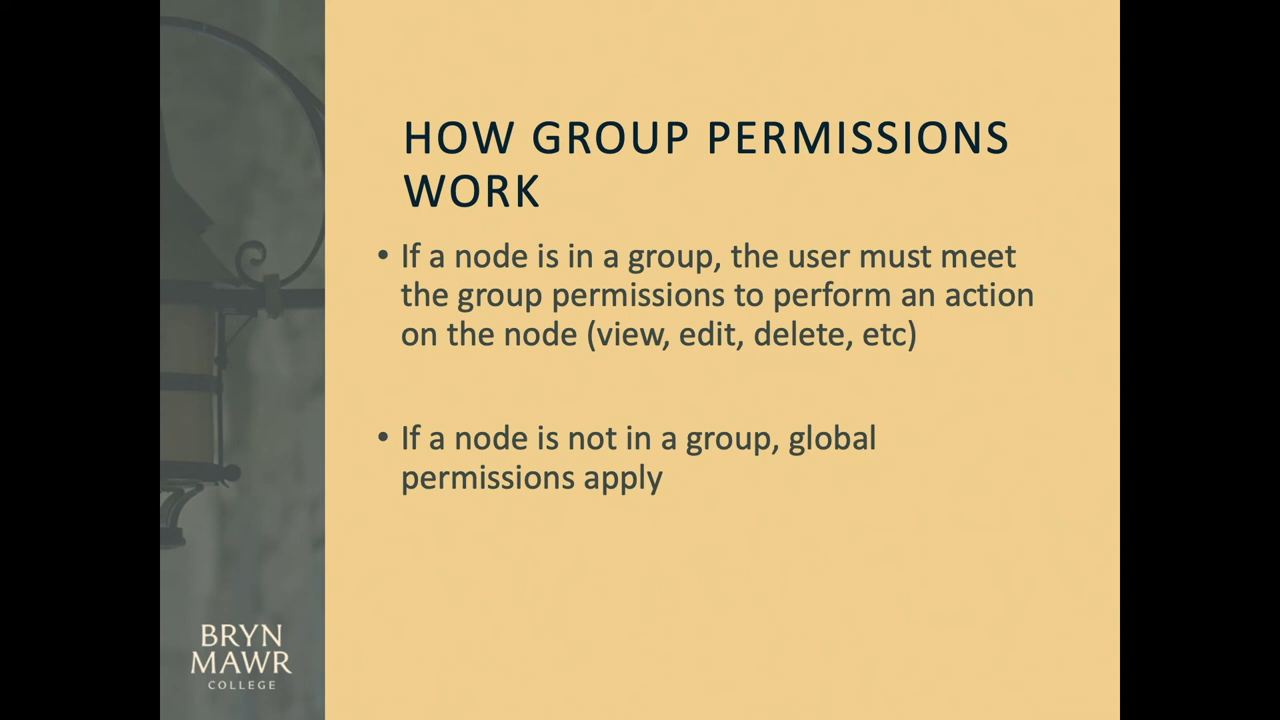 HOW GROUP PERMISSIONS
WORK
• If a node is in a group, the user must meet
the group permissions to perform an action
on the node (view, edit, delete, etc)
• If a node is not in a group, global
permissions apply
BRYN
MAWR
COLLEGE